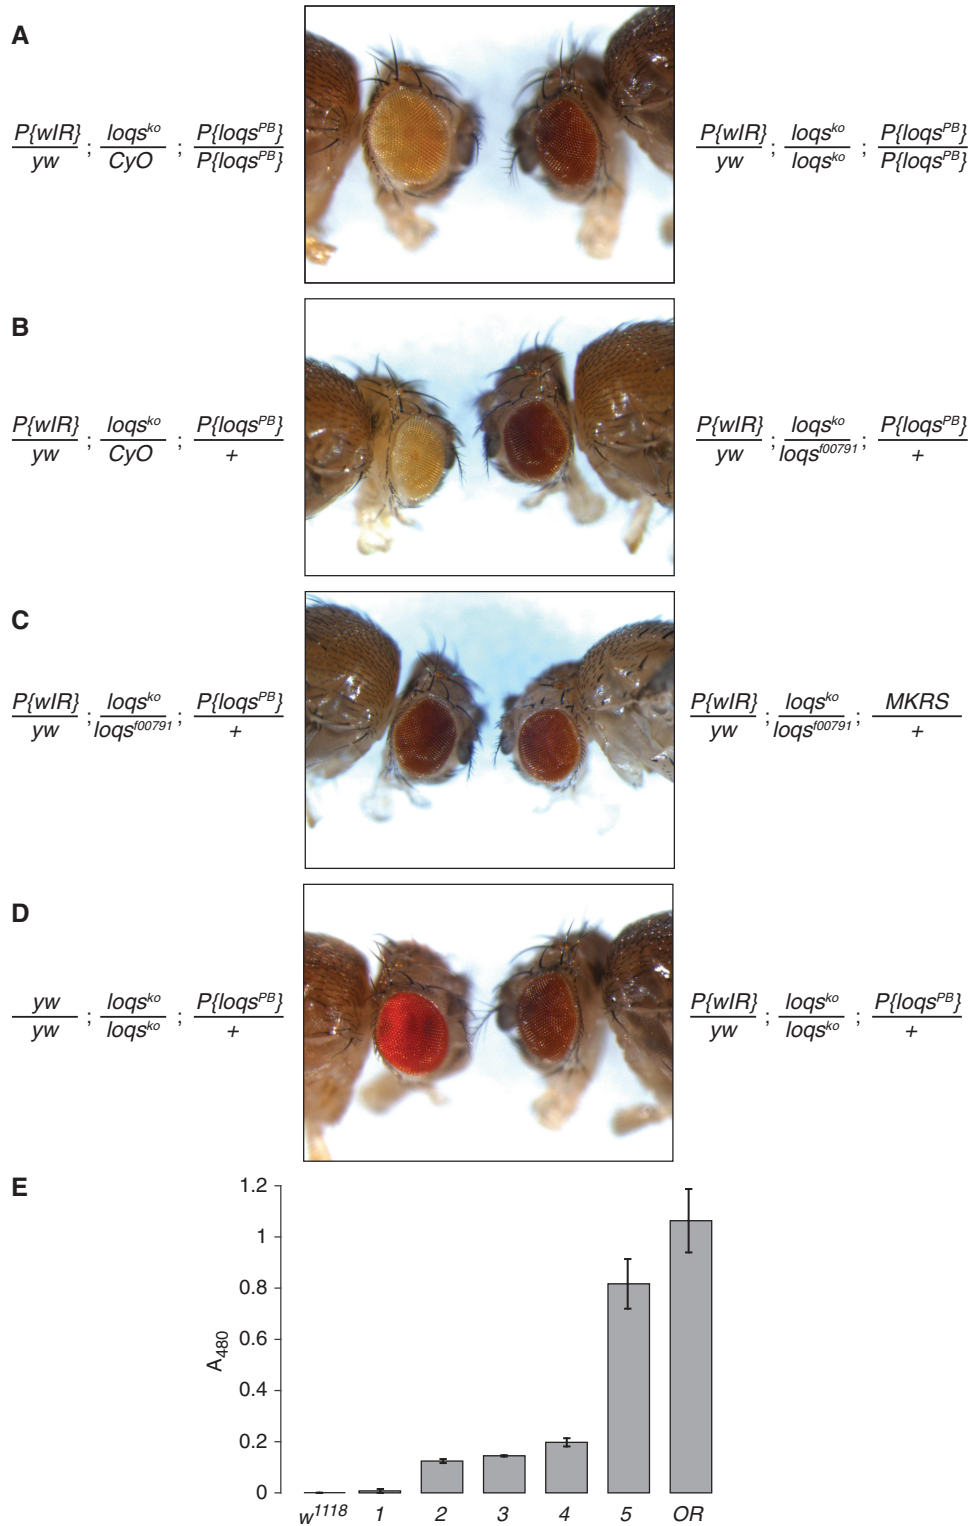 A
P{wIR} / yw ; loqs^ko / CyO ; P{loqs^PB} / P{loqs^PB}
P{wIR} / yw ; loqs^ko / loqs^ko ; P{loqs^PB} / P{loqs^PB}
B
P{wIR} / yw ; loqs^ko / CyO ; P{loqs^PB} / +
P{wIR} / yw ; loqs^ko / loqs^f00791 ; P{loqs^PB} / +
C
P{wIR} / yw ; loqs^ko / loqs^f00791 ; P{loqs^PB} / +
P{wIR} / yw ; loqs^ko / loqs^f00791 ; MKRS / +
D
yw / yw ; loqs^ko / loqs^ko ; P{loqs^PB} / +
P{wIR} / yw ; loqs^ko / loqs^ko ; P{loqs^PB} / +
E
1.2
1
0.8
0.6
0.4
0.2
0
A480
w^1118 1 2 3 4 5 OR